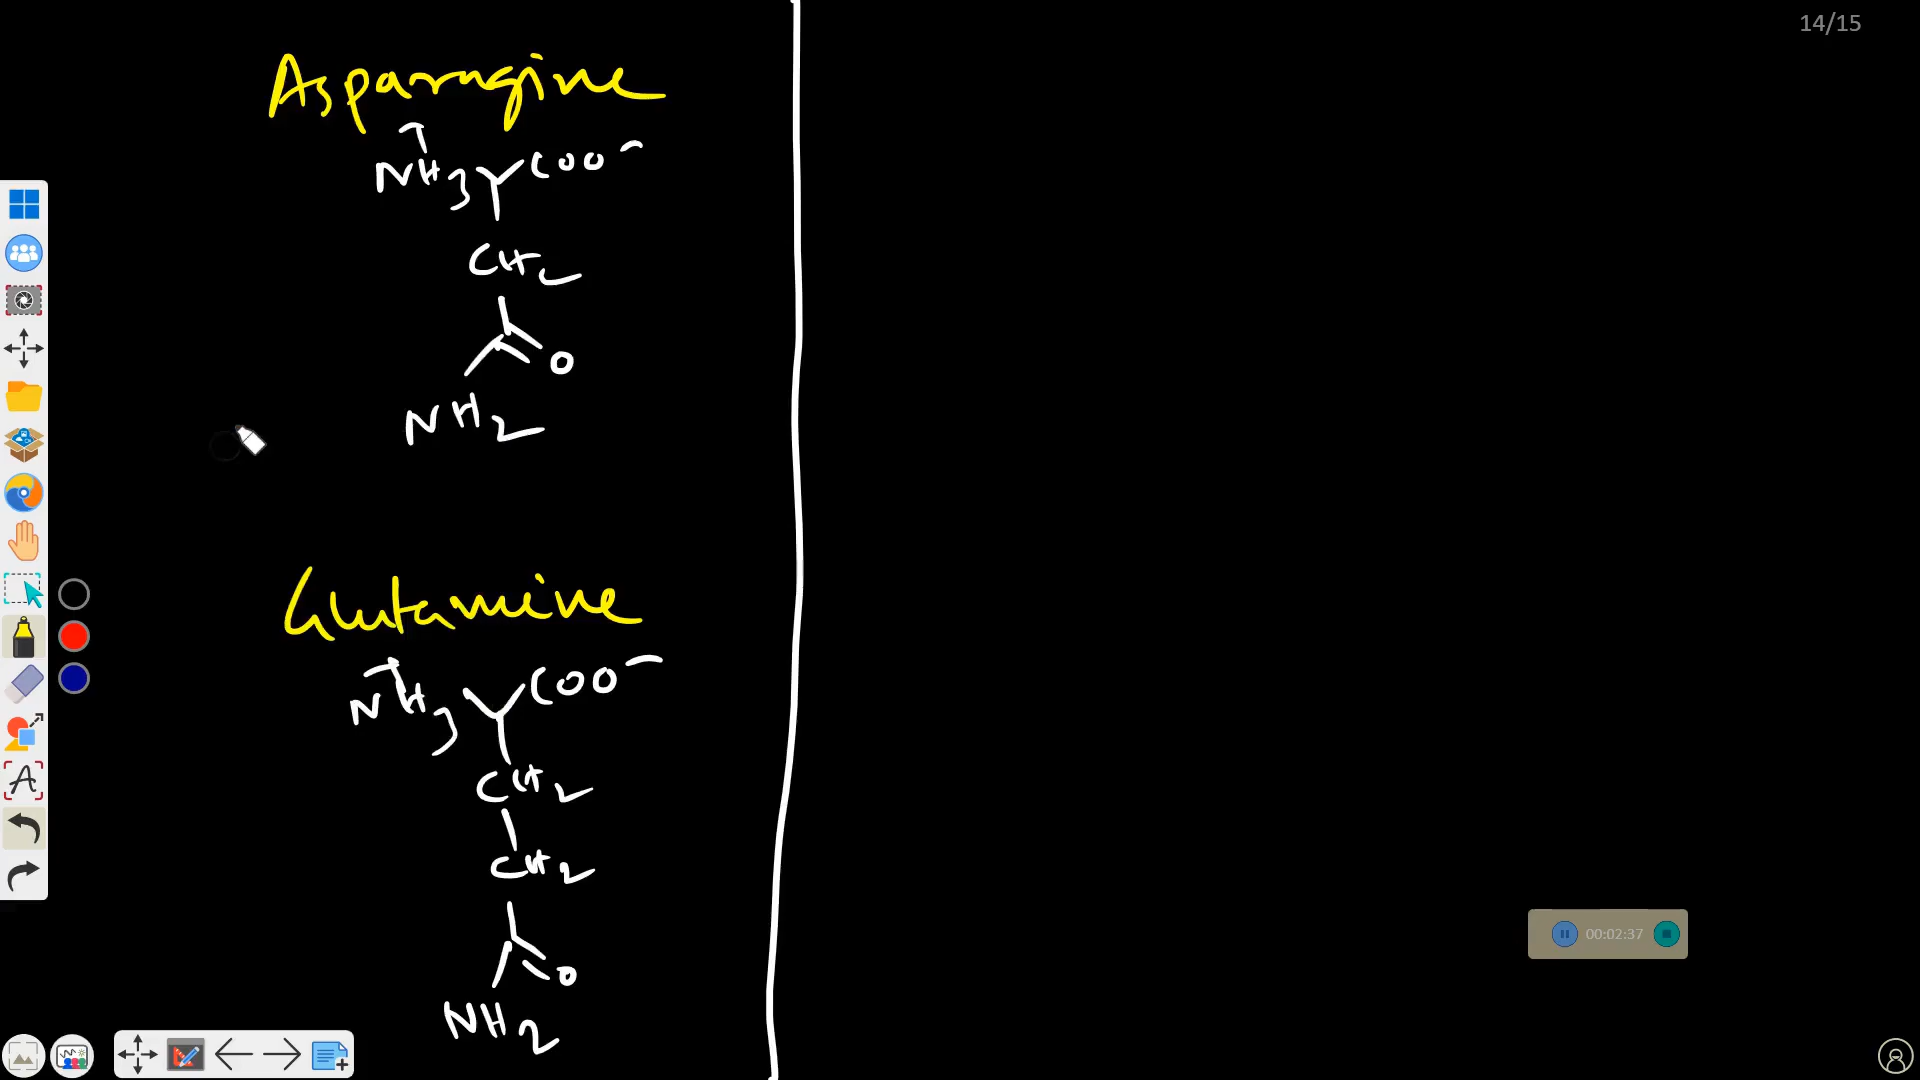 14/15
Asparagine
NH3 COO-
CH2
O
NH2
Glutamine
NH3 COO-
CH2
CH2
O
NH2
00:02:37